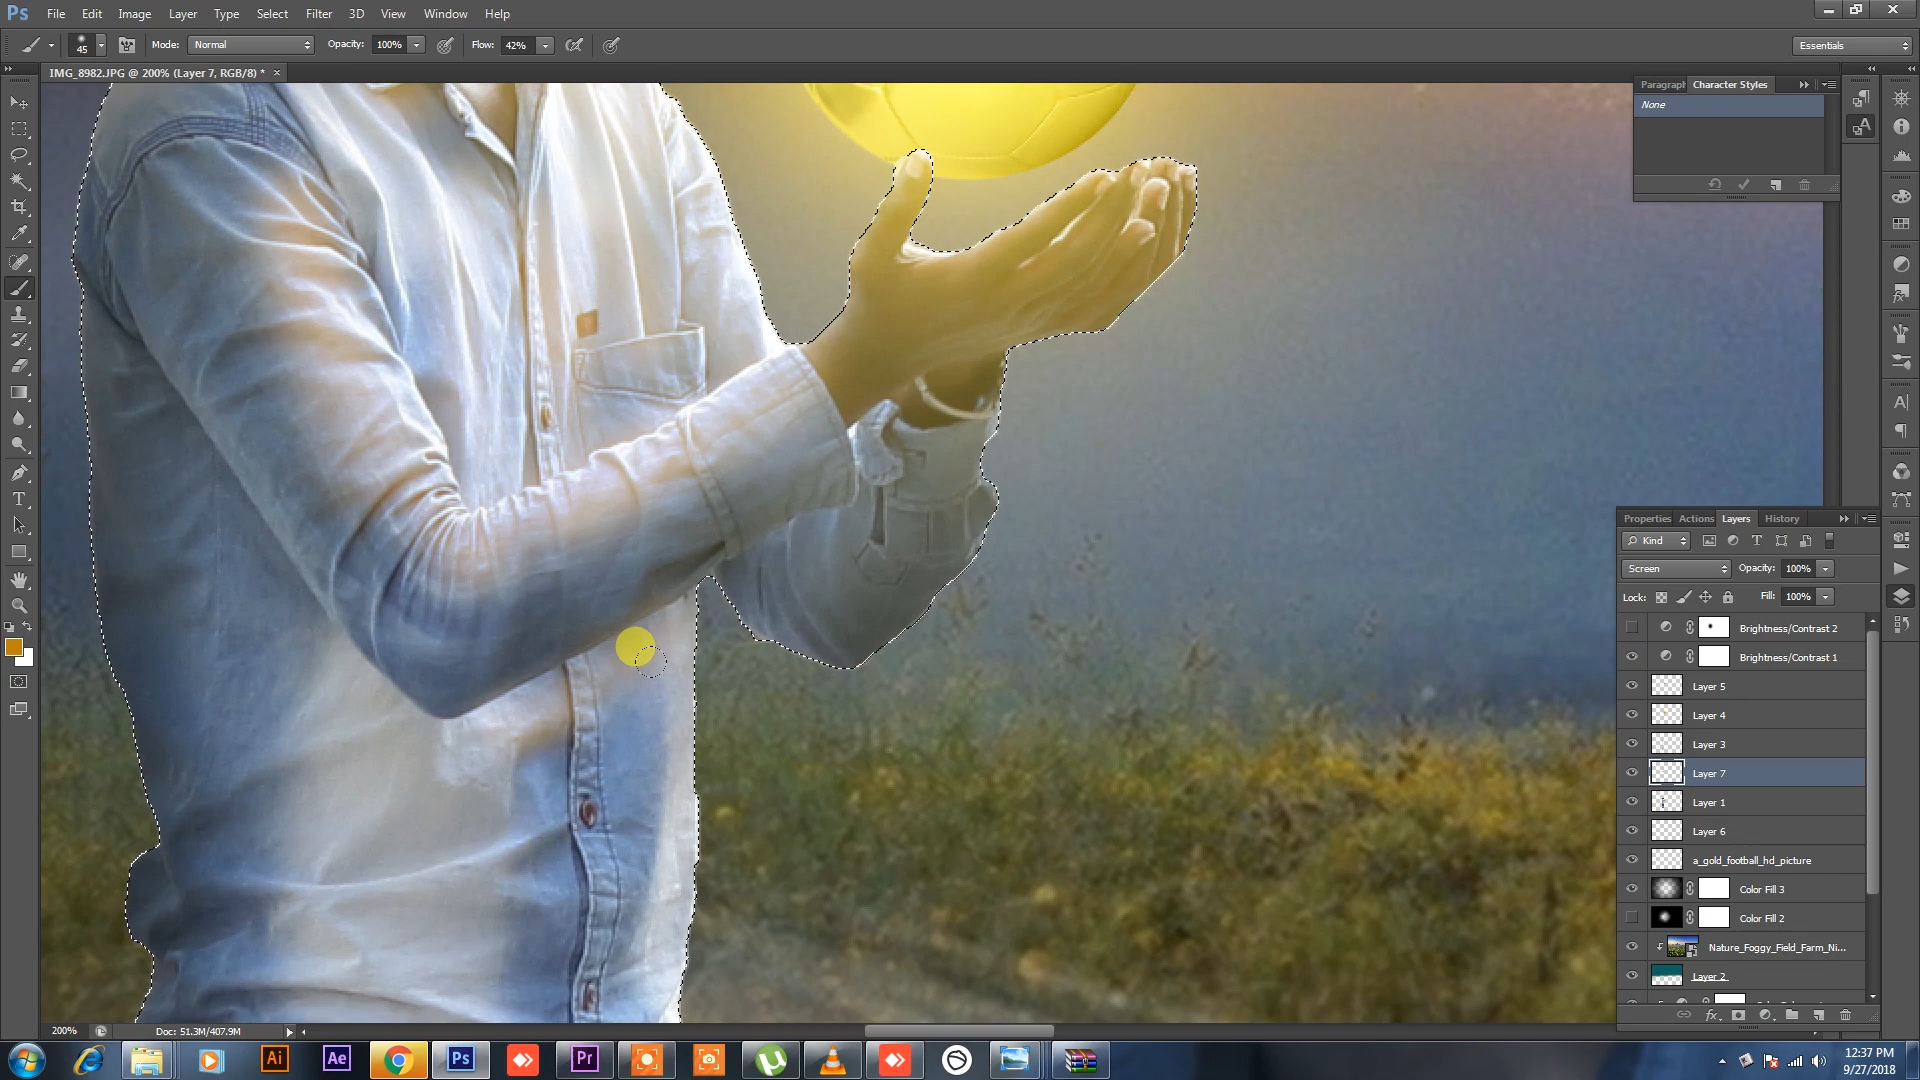 Ps File Edit Image Layer Type Select Filter 3D View Window Help
45 Mode: Normal Opacity: 100% Flow: 42% Essentials
IMG_8982.JPG @ 200% (Layer 7, RGB/8) * ×
Paragraph Character Styles
None
Properties Actions Layers History
Kind
Screen Opacity: 100%
Lock: Fill: 100%
Brightness/Contrast 2
Brightness/Contrast 1
Layer 5
Layer 4
Layer 3
Layer 7
Layer 1
Layer 6
a_gold_football_hd_picture
Color Fill 3
Color Fill 2
Nature_Foggy_Field_Farm_Ni...
Layer 2
200% Doc: 51.3M/407.9M
Ai Ae Ps Pr
12:37 PM
9/27/2018